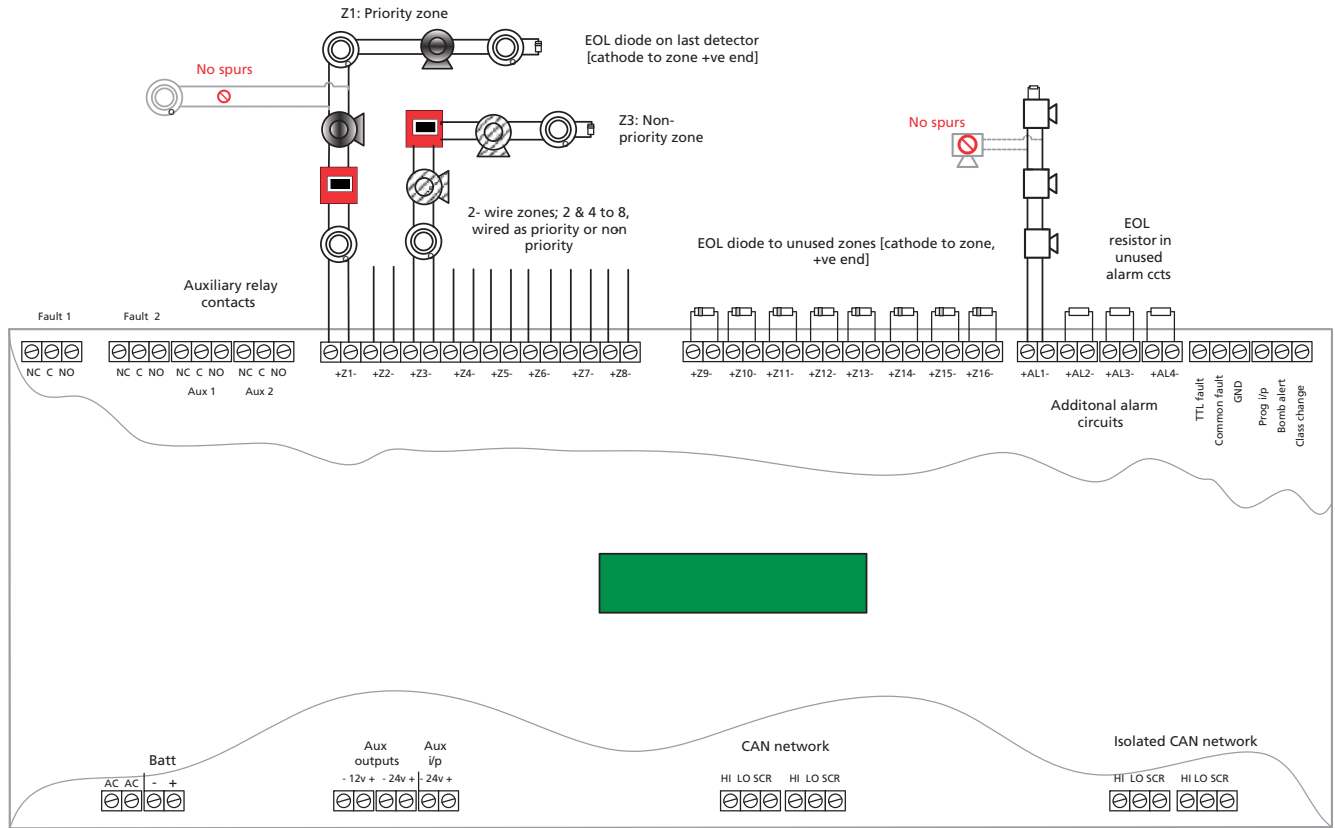 Z1: Priority zone
EOL diode on last detector
[cathode to zone +ve end]
No spurs
Z3: Non-
priority zone
No spurs
2- wire zones; 2 & 4 to 8,
wired as priority or non
priority
EOL diode to unused zones [cathode to zone,
+ve end]
EOL
resistor in
unused
alarm ccts
Auxiliary relay
contacts
Fault 1
Fault 2
NC C NO
NC C NO
NC C NO
NC C NO
Aux 1
Aux 2
+Z1-
+Z2-
+Z3-
+Z4-
+Z5-
+Z6-
+Z7-
+Z8-
+Z9-
+Z10-
+Z11-
+Z12-
+Z13-
+Z14-
+Z15-
+Z16-
+AL1-
+AL2-
+AL3-
+AL4-
Additonal alarm
circuits
TTL fault
Common fault
GND
Prog i/p
Bomb alert
Class change
Batt
AC AC - +
Aux
outputs
Aux
i/p
- 12v + - 24v + - 24v +
CAN network
HI LO SCR HI LO SCR
Isolated CAN network
HI LO SCR HI LO SCR